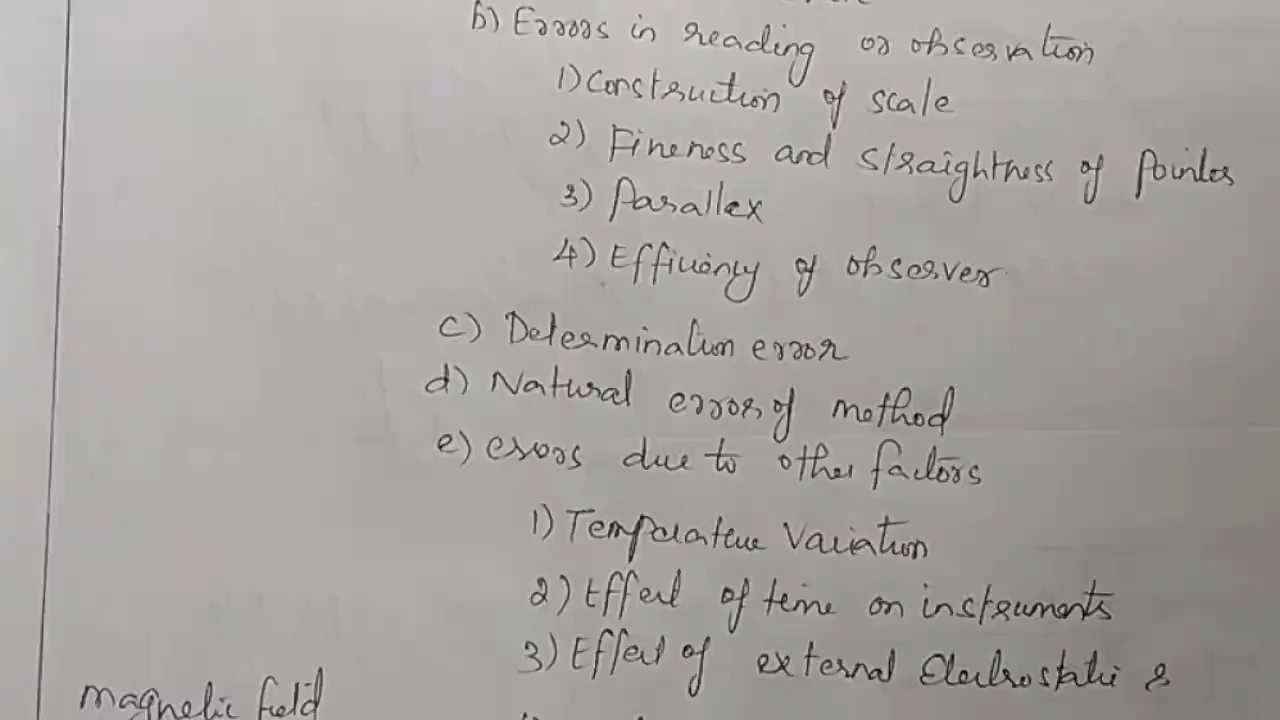 b) Errors in reading or observation
1) Construction of scale
2) Fineness and straightness of pointer
3) Parallex
4) Efficiency of observer
c) Determination error
d) Natural errors of method
e) errors due to other factors
1) Temperature Variation
2) Effect of time on instruments
3) Effect of external Electrostatic &
magnetic field